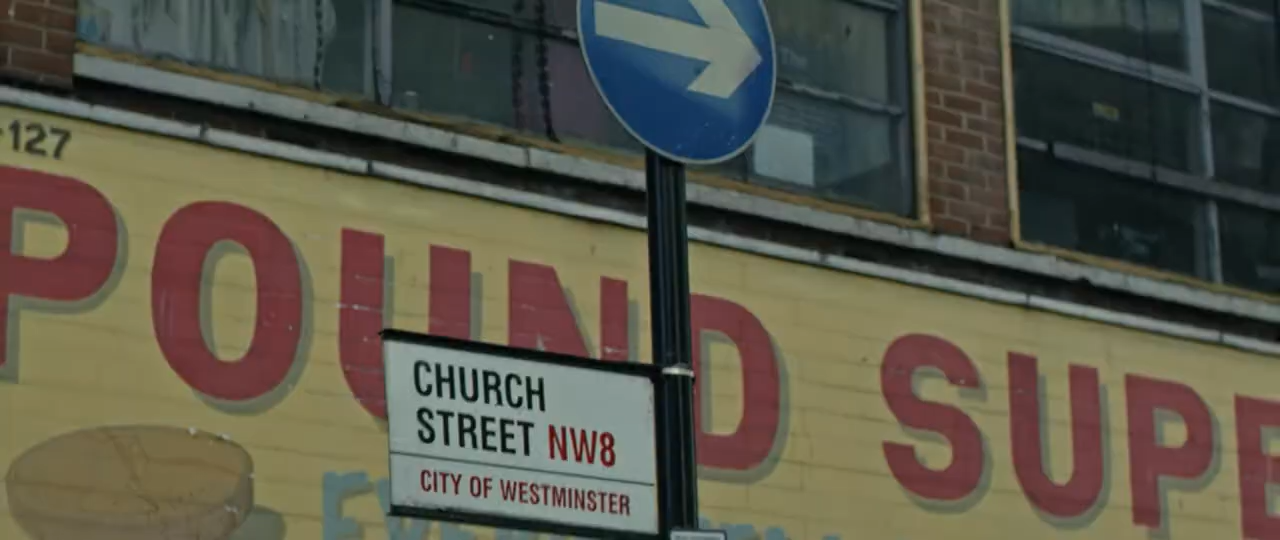 -127
POUND SUPE
CHURCH
STREET NW8
CITY OF WESTMINSTER